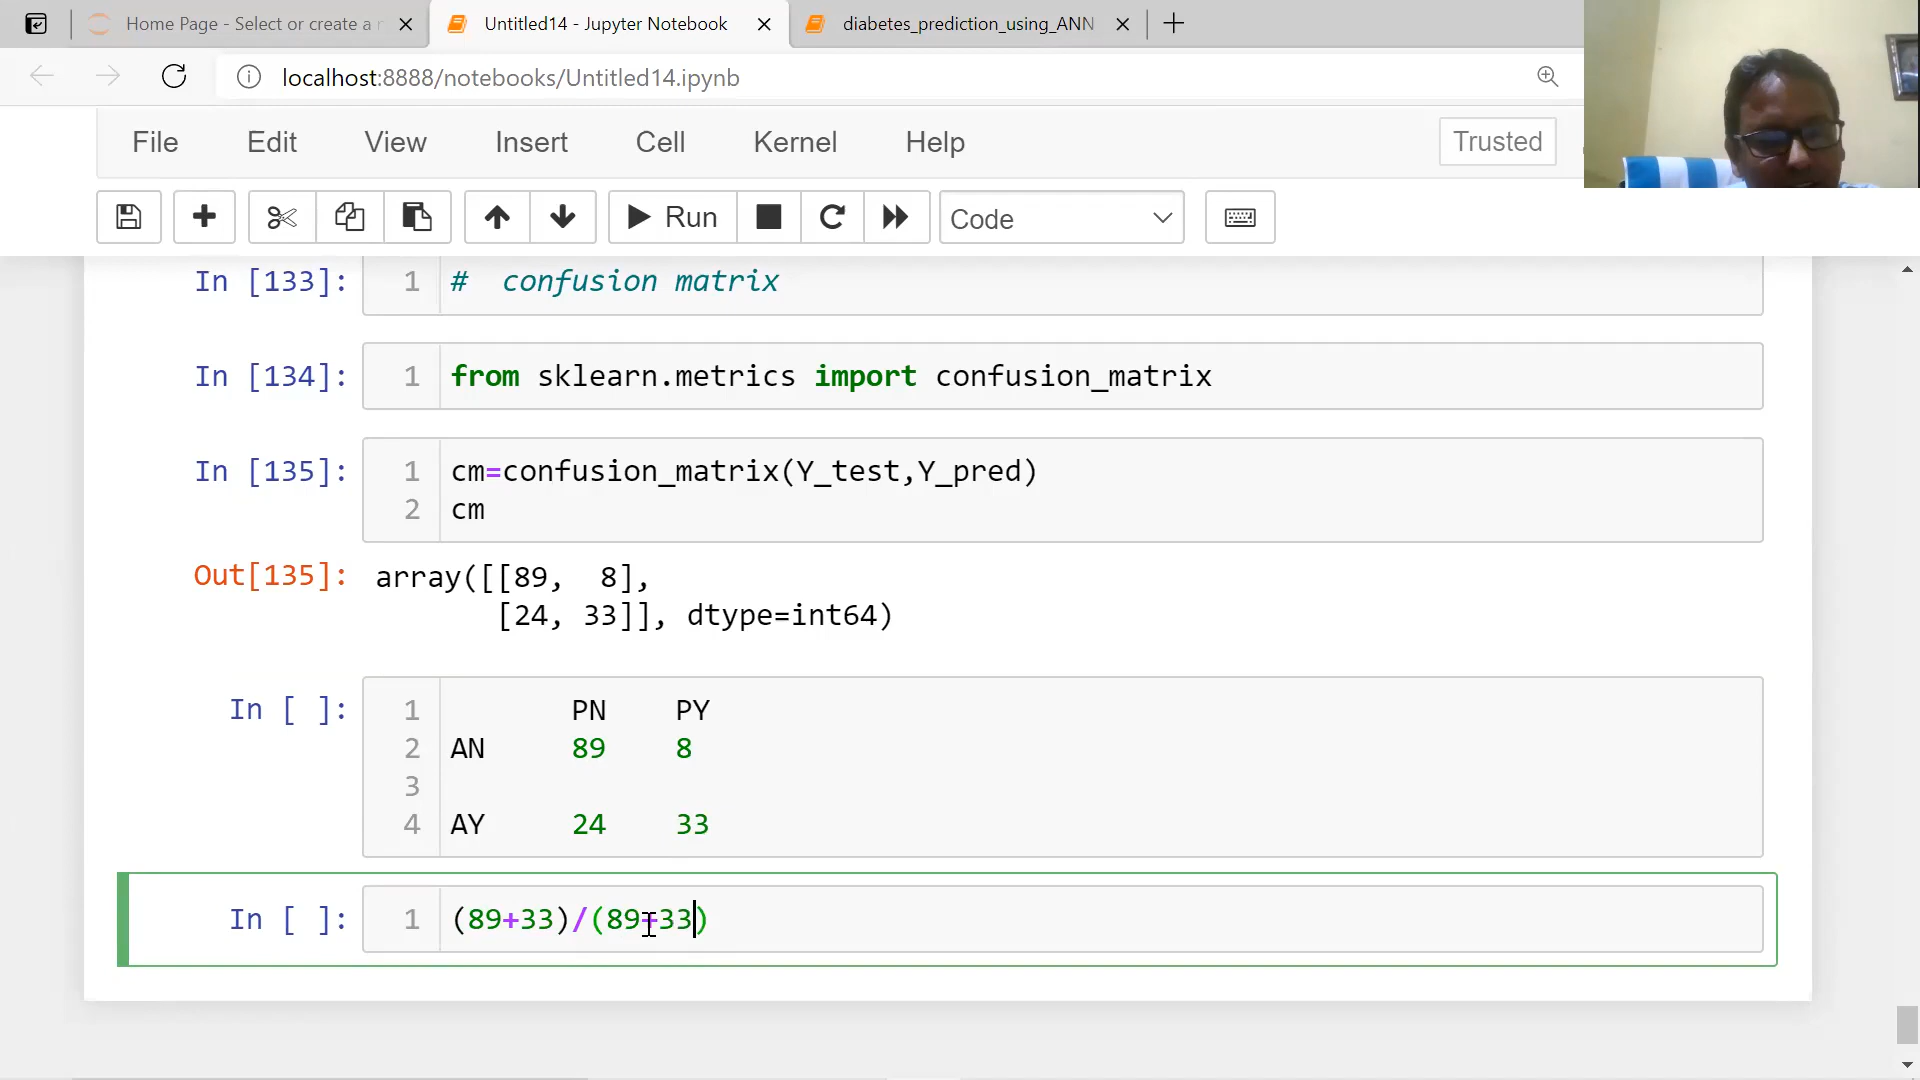 Home Page - Select or create a n
Untitled14 - Jupyter Notebook
diabetes_prediction_using_ANN
localhost:8888/notebooks/Untitled14.ipynb
File Edit View Insert Cell Kernel Help Trusted
Run Code
In [133]: 1 #  confusion matrix
In [134]: 1 from sklearn.metrics import confusion_matrix
In [135]: 1 cm=confusion_matrix(Y_test,Y_pred)
2 cm
Out[135]: array([[89,  8],
[24, 33]], dtype=int64)
In [ ]: 1 PN PY
2 AN 89 8
3
4 AY 24 33
In [ ]: 1 (89+33)/(89+33)